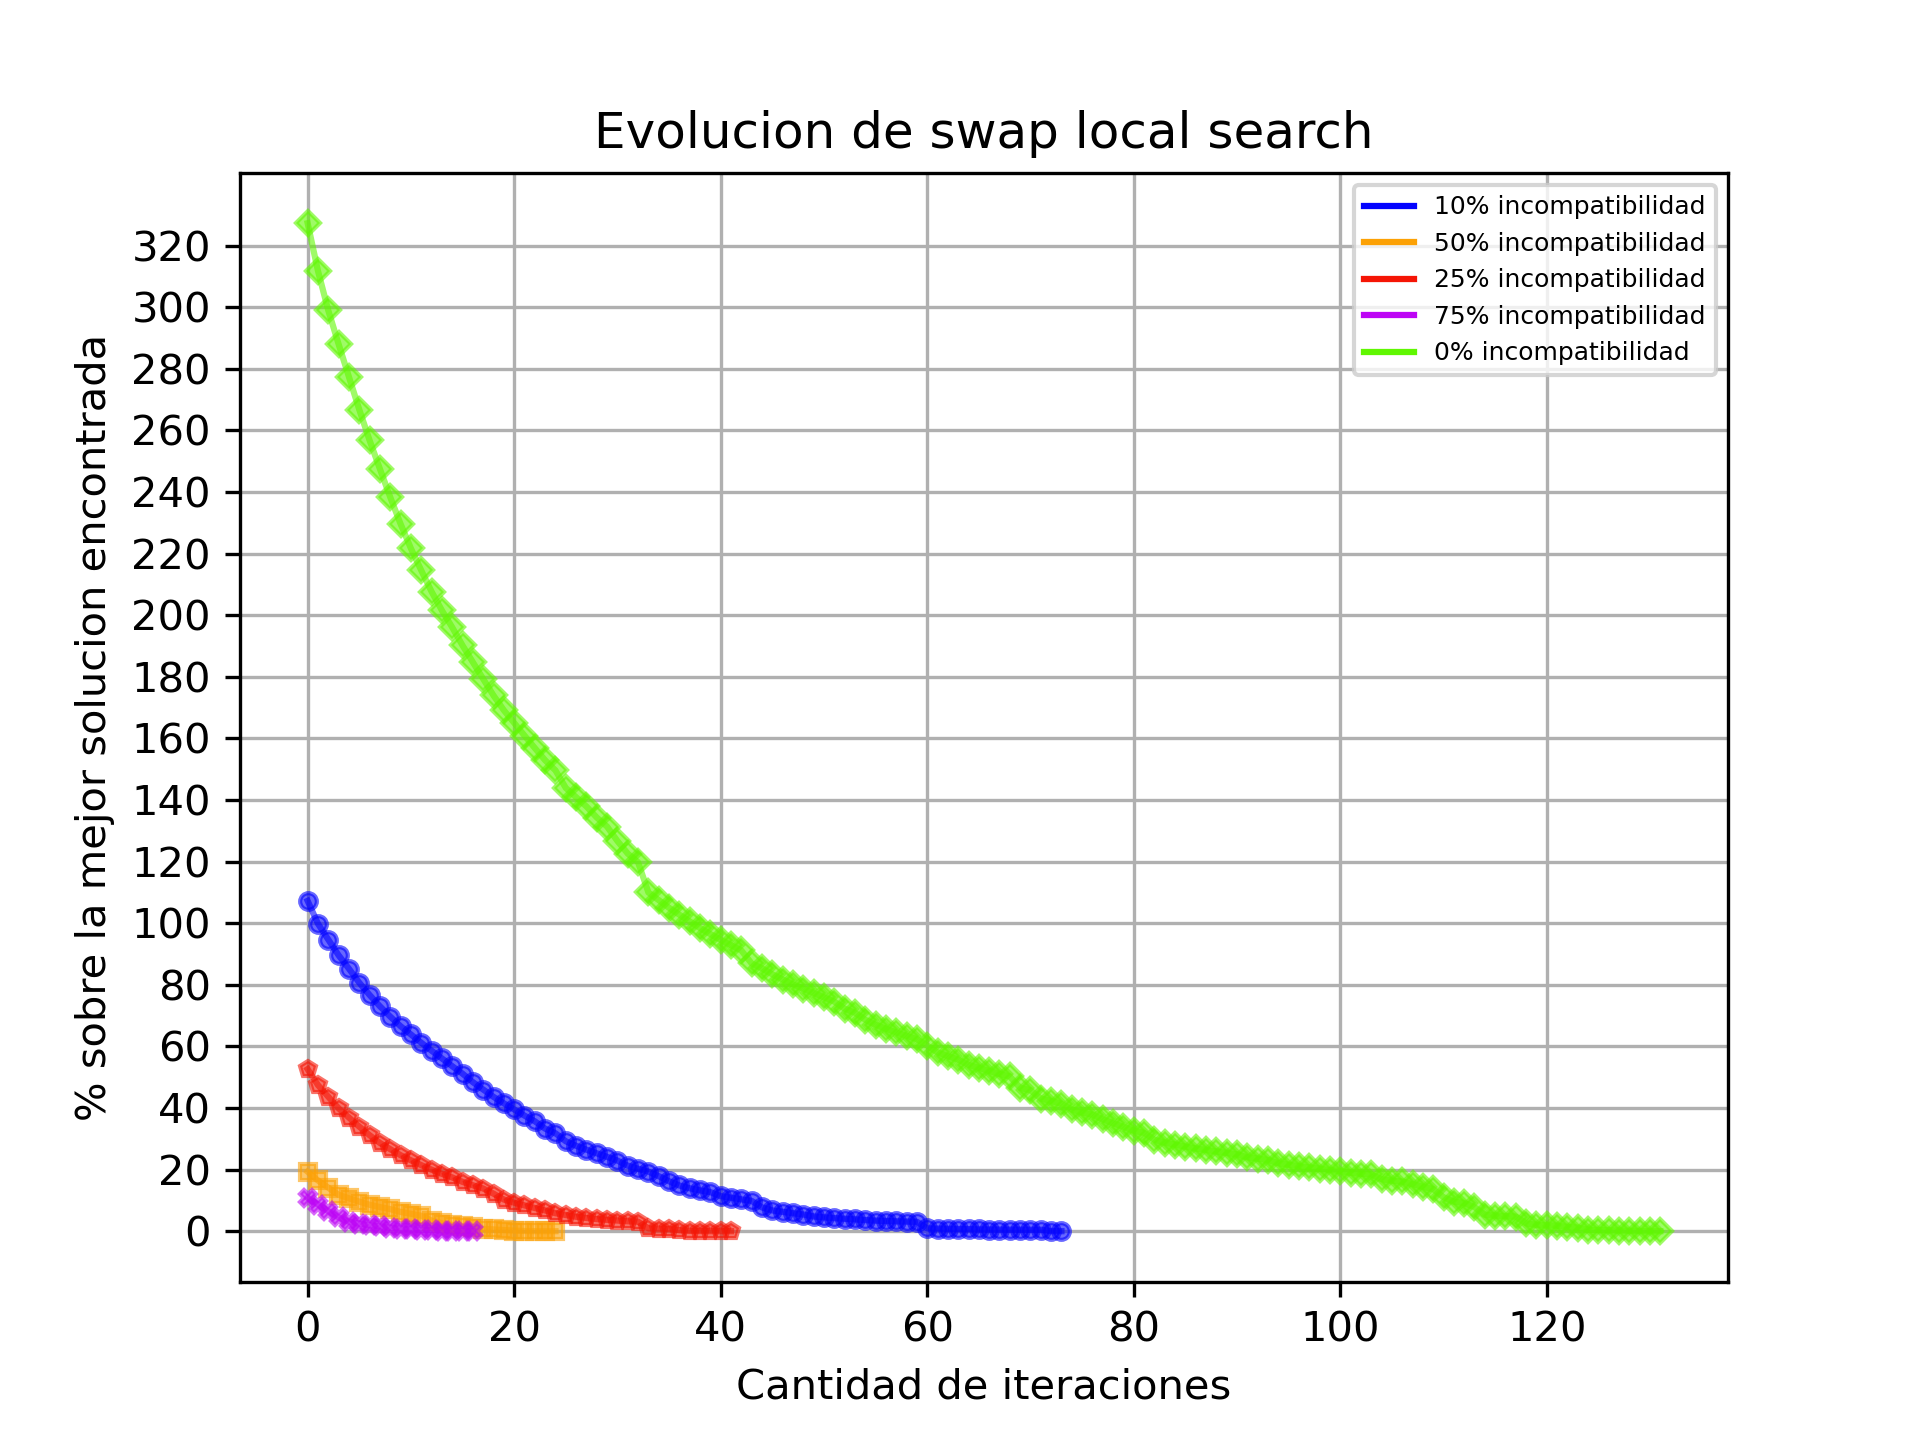 Evolucion de swap local search
% sobre la mejor solucion encontrada
320
300
280
260
240
220
200
180
160
140
120
100
80
60
40
20
0
10% incompatibilidad
50% incompatibilidad
25% incompatibilidad
75% incompatibilidad
0% incompatibilidad
0 20 40 60 80 100 120
Cantidad de iteraciones